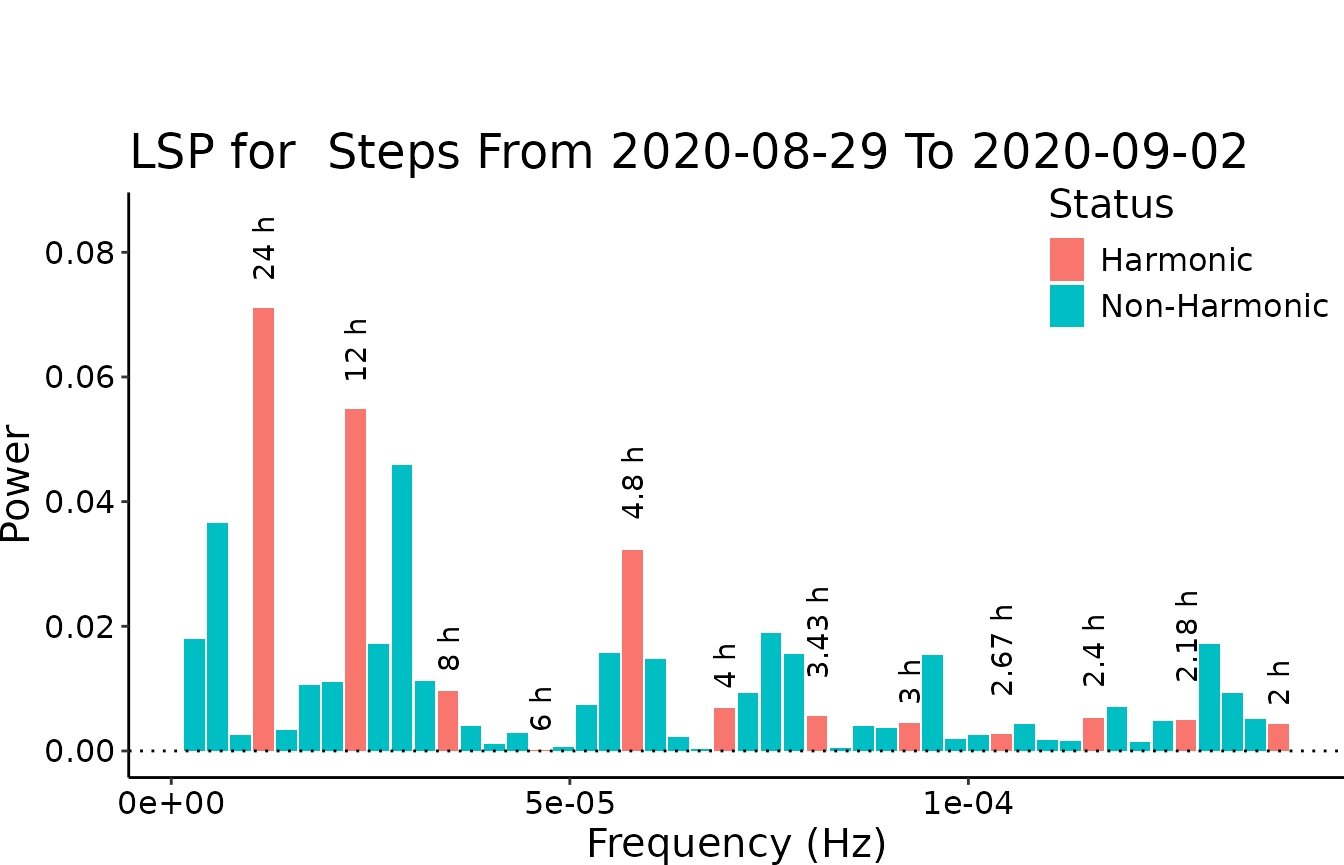 LSP for  Steps From 2020-08-29 To 2020-09-02
Status
Harmonic
Non-Harmonic
Power
0.08
0.06
0.04
0.02
0.00
24 h
12 h
8 h
6 h
4.8 h
4 h
3.43 h
3 h
2.67 h
2.4 h
2.18 h
2 h
0e+00
5e-05
1e-04
Frequency (Hz)